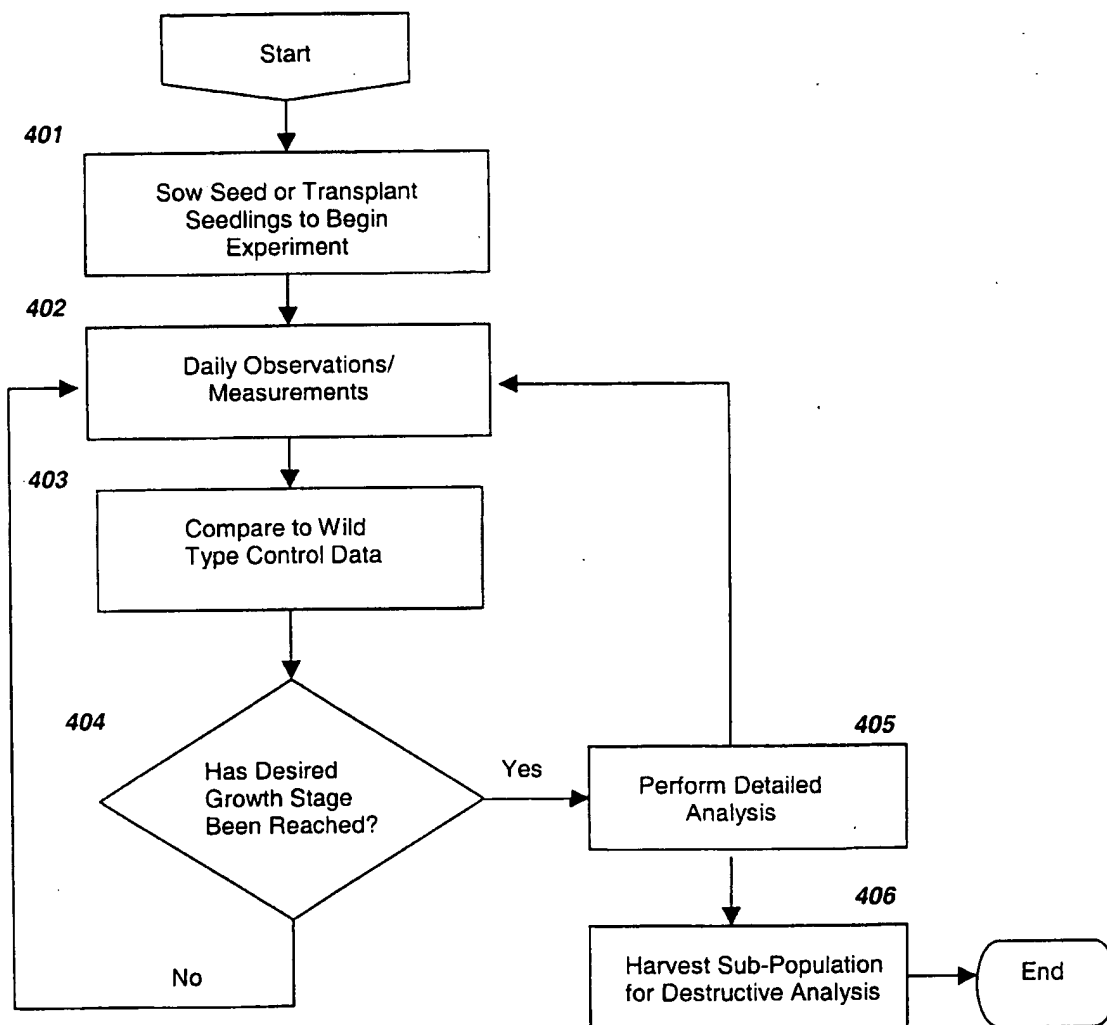 Start
401
Sow Seed or Transplant
Seedlings to Begin
Experiment
402
Daily Observations/
Measurements
403
Compare to Wild
Type Control Data
404
Has Desired
Growth Stage
Been Reached?
Yes
No
405
Perform Detailed
Analysis
406
Harvest Sub-Population
for Destructive Analysis
End